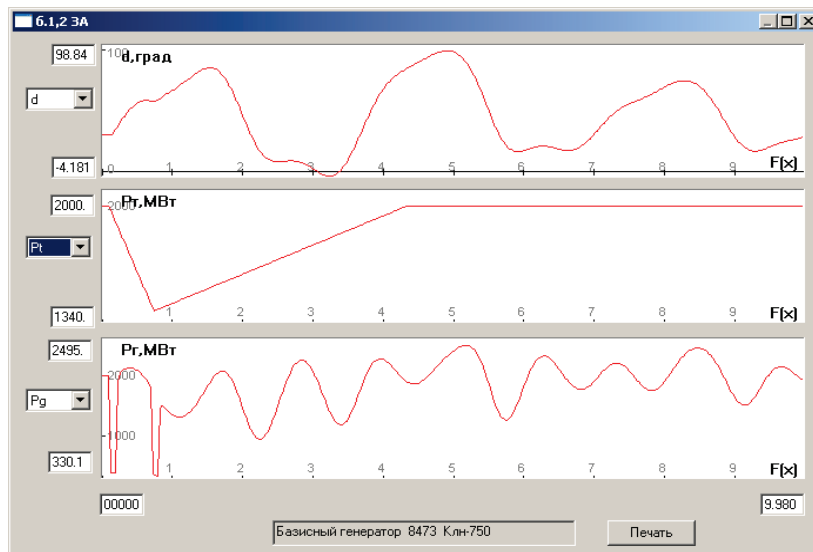 б.1,2 ЗА
98.84
100
d,град
d
-4.181
0 1 2 3 4 5 6 7 8 9 F(x)
2000.
2000
Pт,МВт
Pt
1340.
1 2 3 4 5 6 7 8 9 F(x)
2495.
Pг,МВт
2000
Pg
1000
330.1
1 2 3 4 5 6 7 8 9 F(x)
00000 9.980
Базисный генератор 8473 Клн-750 Печать